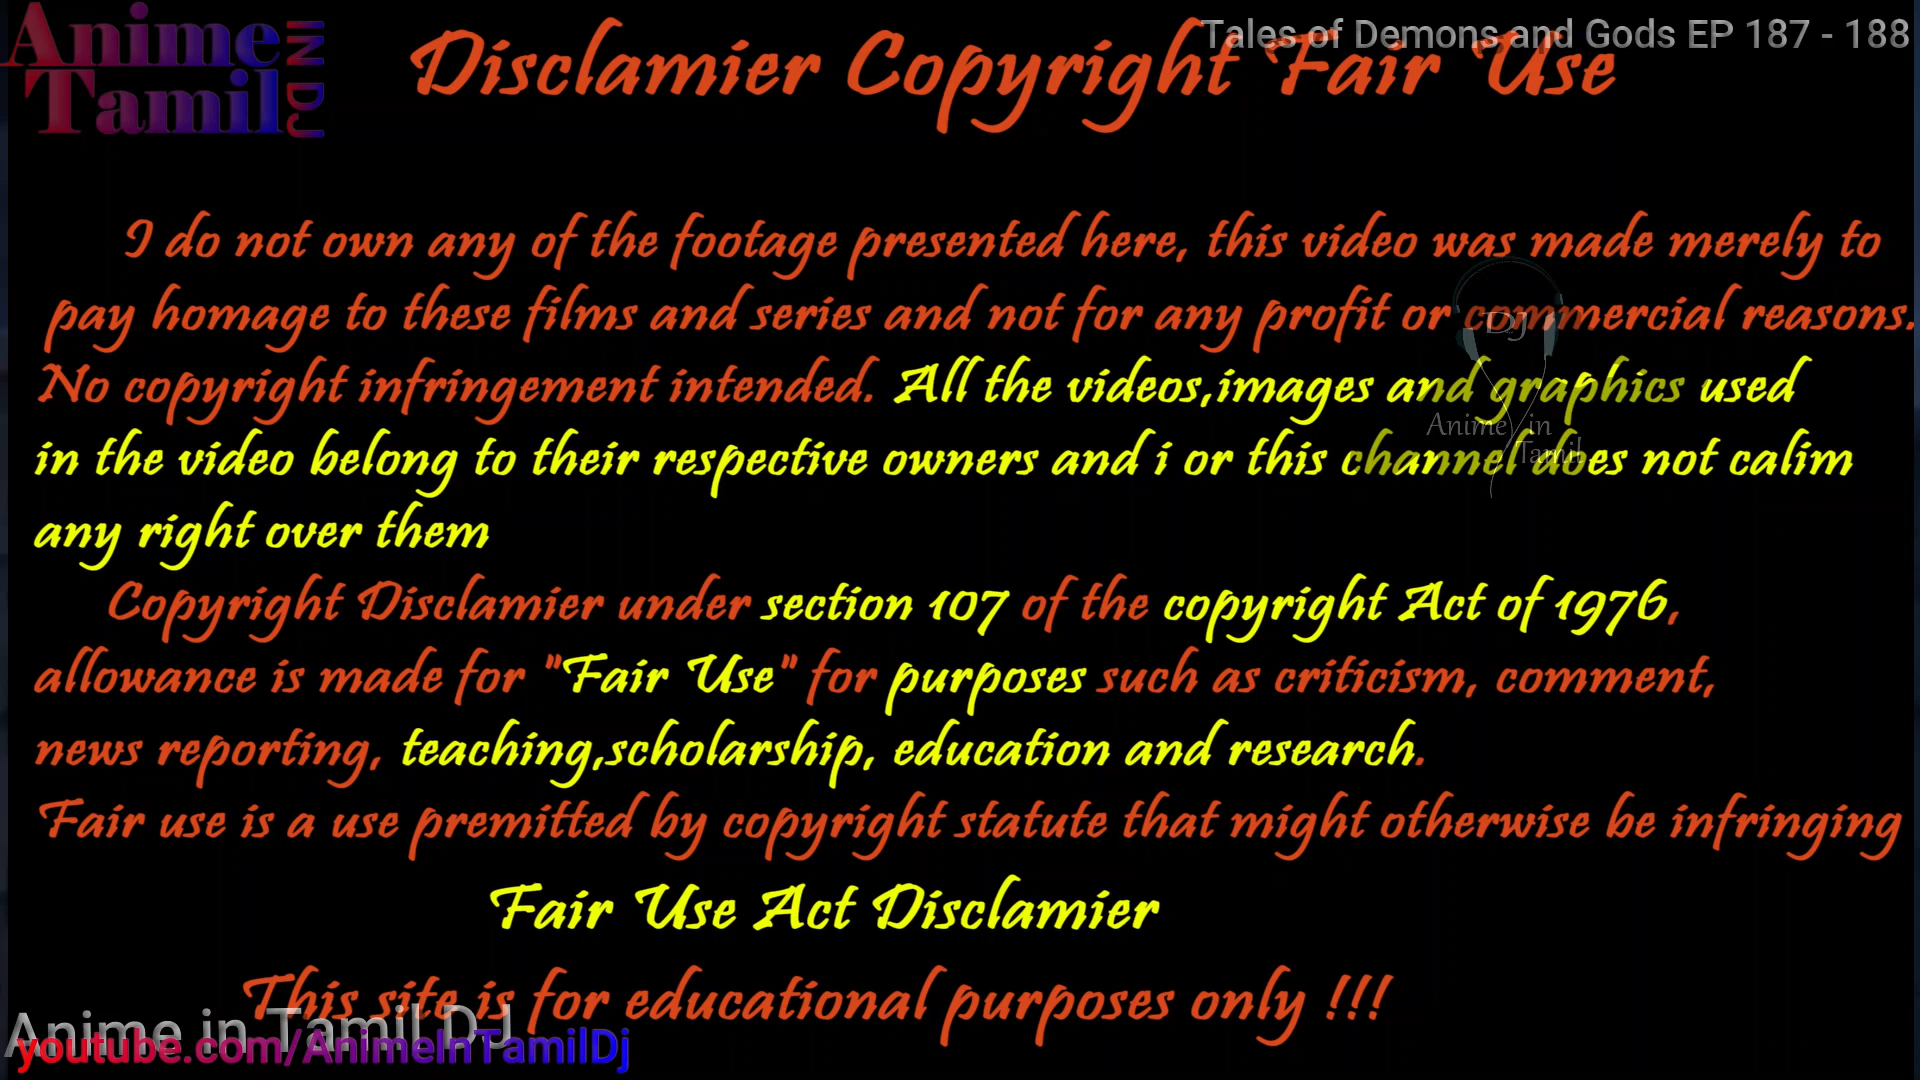 Anime
Tamil
IN DJ
Tales of Demons and Gods EP 187 - 188
Disclamier Copyright Fair Use
I do not own any of the footage presented here, this video was made merely to
pay homage to these films and series and not for any profit or commercial reasons.
No copyright infringement intended. All the videos,images and graphics used
in the video belong to their respective owners and i or this channel does not calim
any right over them
DJ
Anime in
Tamil
Copyright Disclamier under section 107 of the copyright Act of 1976,
allowance is made for "Fair Use" for purposes such as criticism, comment,
news reporting, teaching,scholarship, education and research.
Fair use is a use premitted by copyright statute that might otherwise be infringing
Fair Use Act Disclamier
This site is for educational purposes only !!!
Anime in Tamil DJ
youtube.com/AnimeInTamilDj